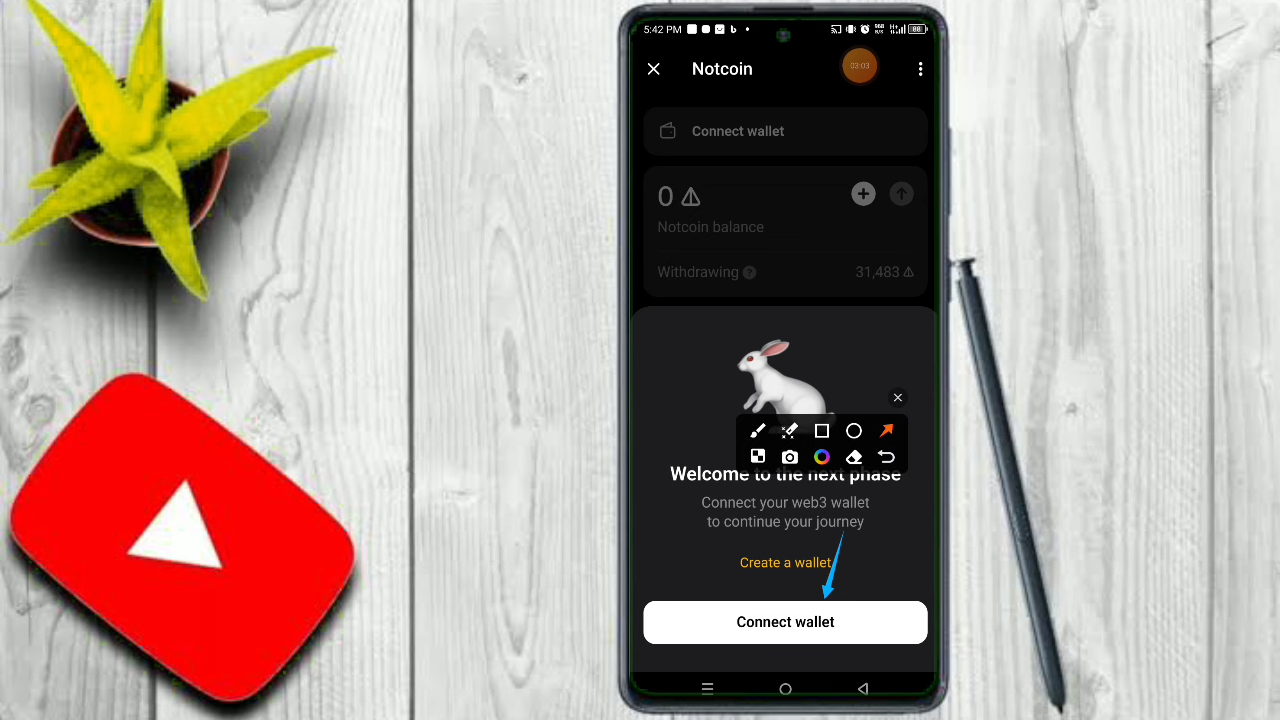 5:42 PM
Notcoin
03:03
Connect wallet
0
Notcoin balance
Withdrawing ?
31,483
Welcome to the next phase
Connect your web3 wallet
to continue your journey
Create a wallet
Connect wallet